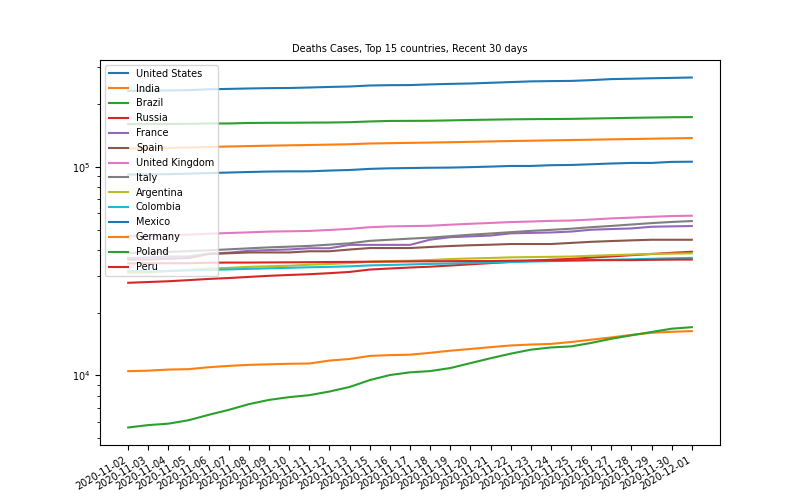 Deaths Cases, Top 15 countries, Recent 30 days
United States
India
Brazil
Russia
France
Spain
United Kingdom
Italy
Argentina
Colombia
Mexico
Germany
Poland
Peru
10⁵
10⁴
2020-11-02
2020-11-03
2020-11-04
2020-11-05
2020-11-06
2020-11-07
2020-11-08
2020-11-09
2020-11-10
2020-11-11
2020-11-12
2020-11-13
2020-11-15
2020-11-16
2020-11-17
2020-11-18
2020-11-19
2020-11-20
2020-11-21
2020-11-22
2020-11-23
2020-11-24
2020-11-25
2020-11-26
2020-11-27
2020-11-28
2020-11-29
2020-11-30
2020-12-01